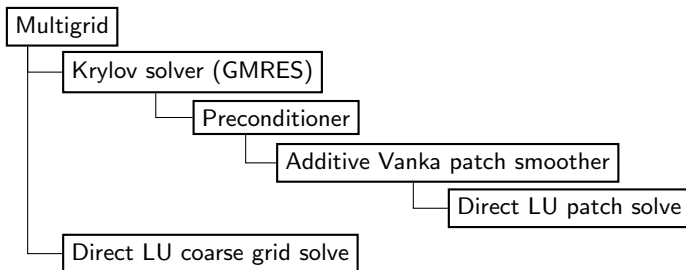 Multigrid
Krylov solver (GMRES)
Preconditioner
Additive Vanka patch smoother
Direct LU patch solve
Direct LU coarse grid solve